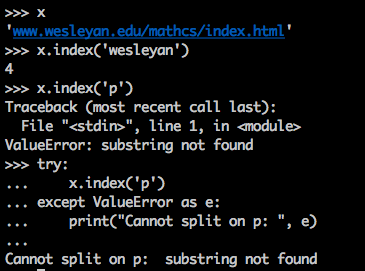 >>> x
'www.wesleyan.edu/mathcs/index.html'
>>> x.index('wesleyan')
4
>>> x.index('p')
Traceback (most recent call last):
  File "<stdin>", line 1, in <module>
ValueError: substring not found
>>> try:
...     x.index('p')
... except ValueError as e:
...     print("Cannot split on p: ", e)
...
Cannot split on p:  substring not found